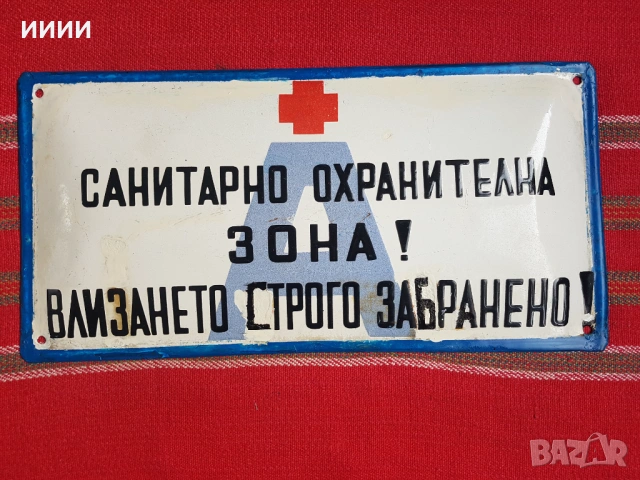 ииии
А
САНИТАРНО ОХРАНИТЕЛНА
ЗОНА!
ВЛИЗАНЕТО СТРОГО ЗАБРАНЕНО!
BAZAR